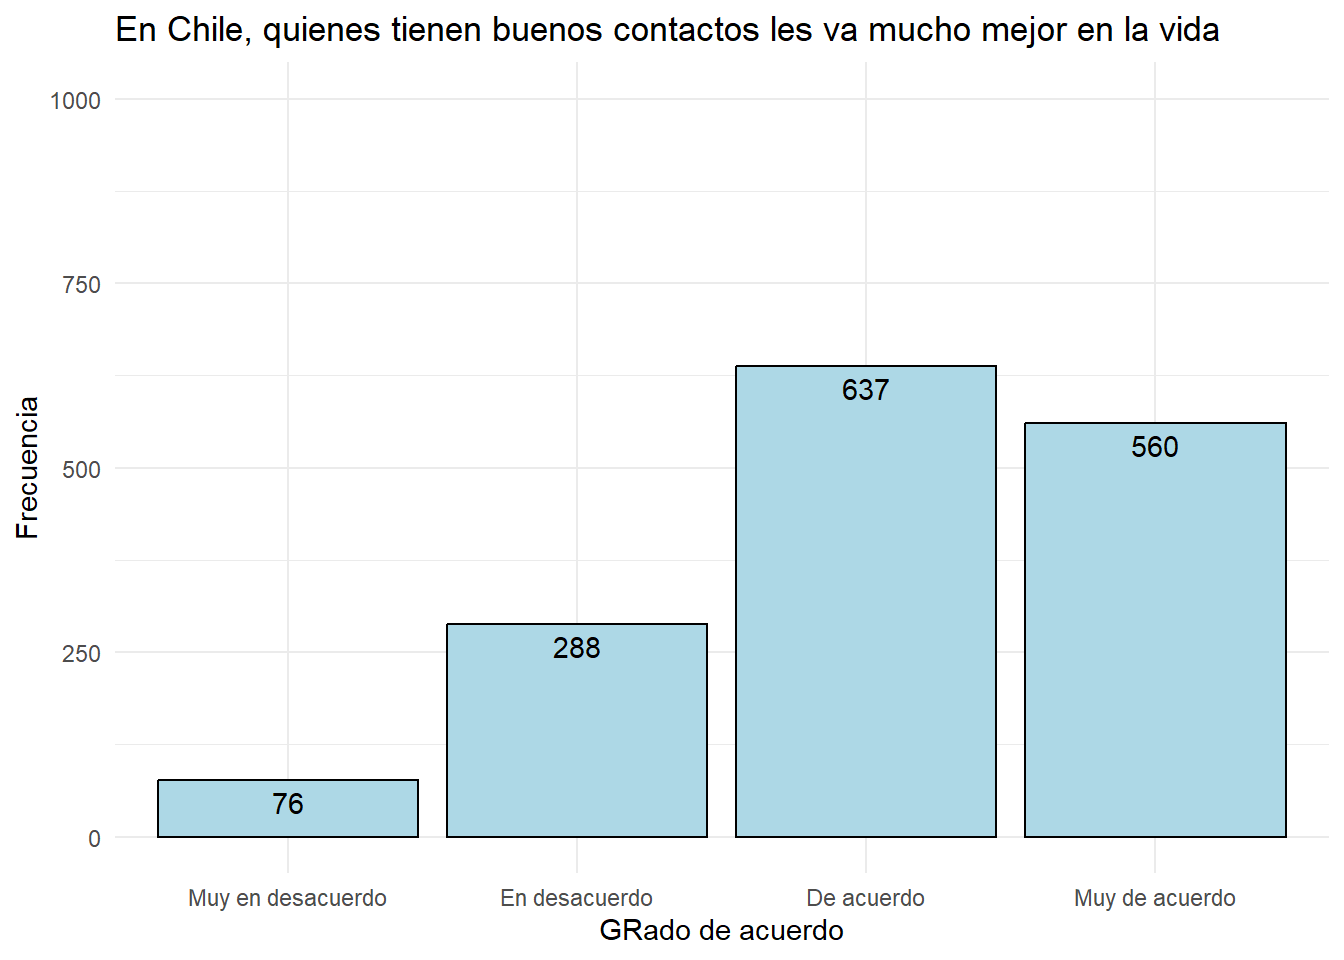 En Chile, quienes tienen buenos contactos les va mucho mejor en la vida
1000
750
500
250
0
Frecuencia
76
288
637
560
Muy en desacuerdo
En desacuerdo
De acuerdo
Muy de acuerdo
GRado de acuerdo